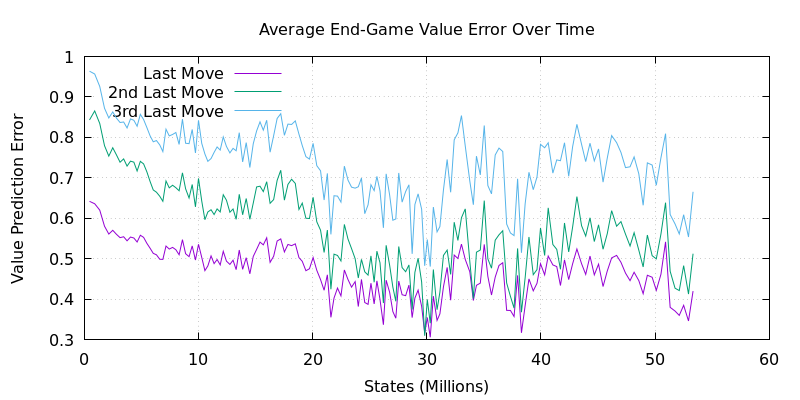 Average End-Game Value Error Over Time
Value Prediction Error
1
0.9
0.8
0.7
0.6
0.5
0.4
0.3
Last Move
2nd Last Move
3rd Last Move
0 10 20 30 40 50 60
States (Millions)